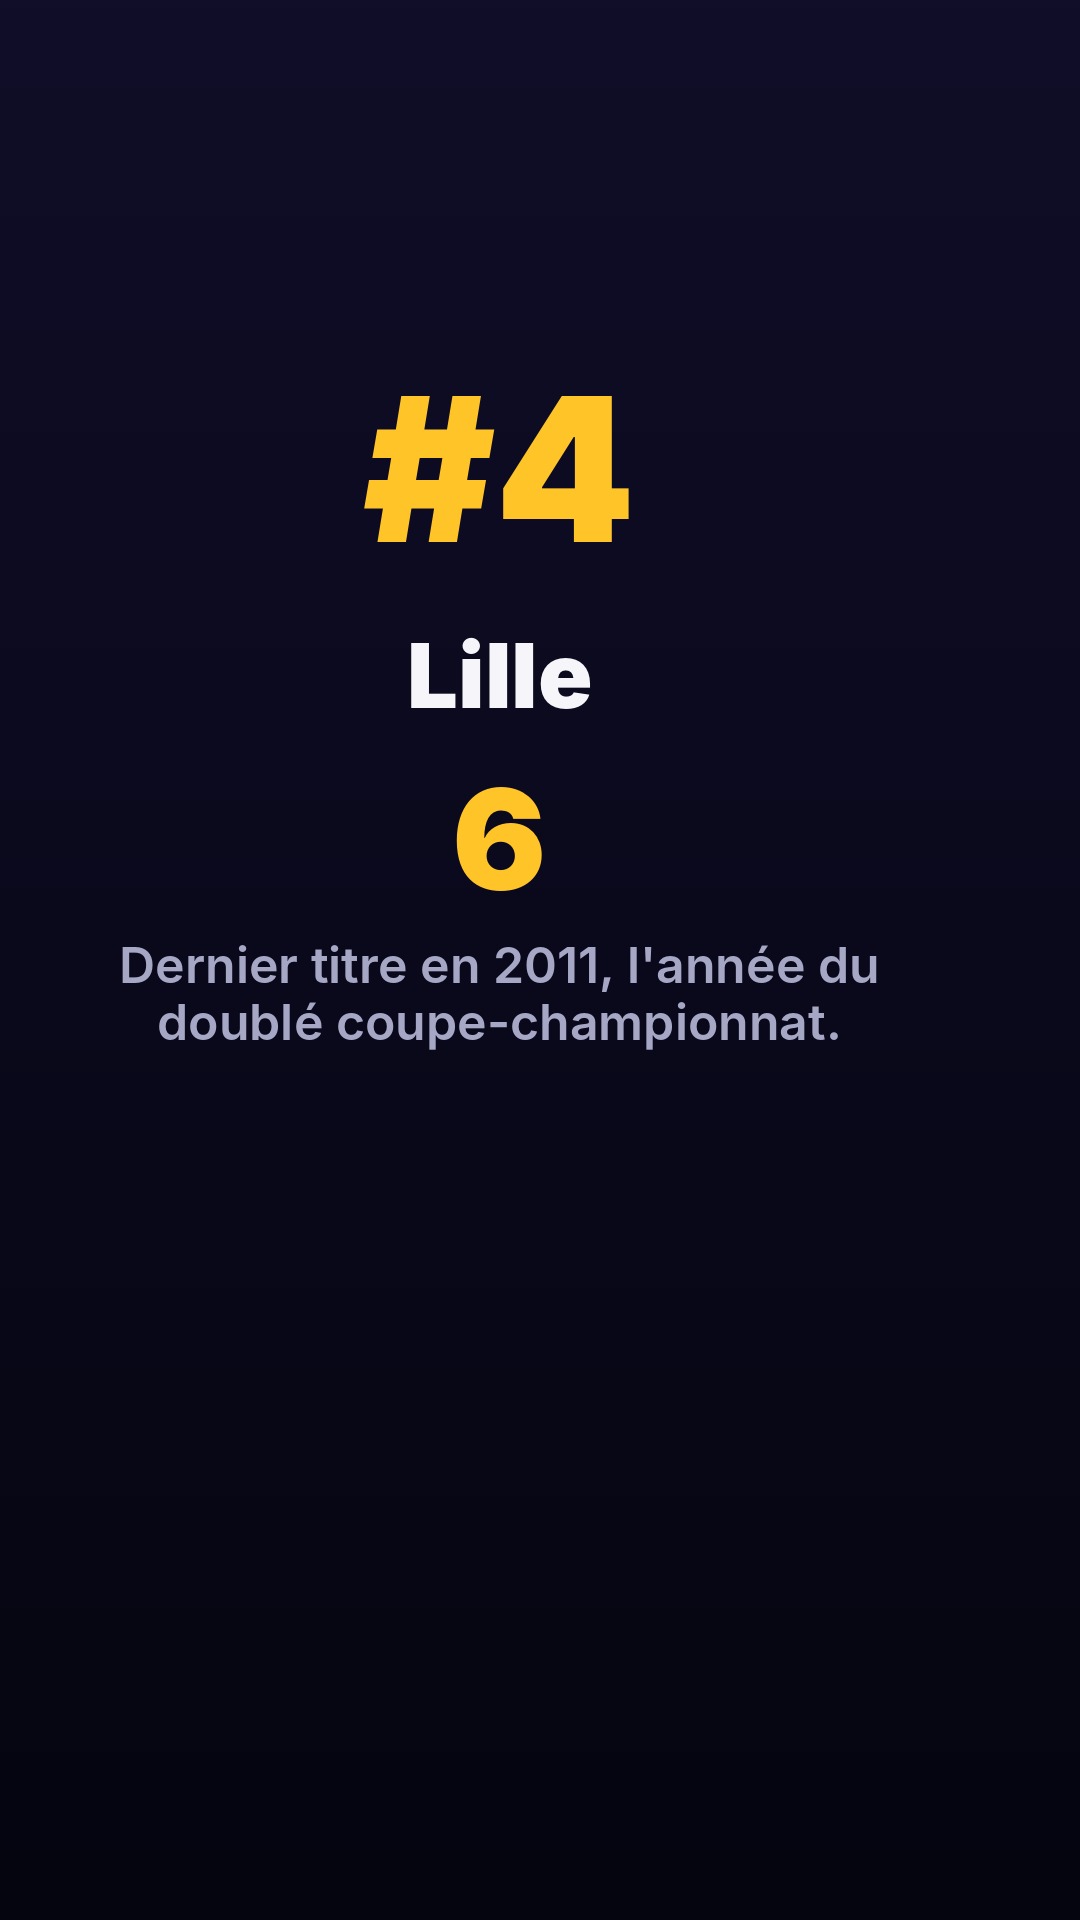 #4
Lille
6
Dernier titre en 2011, l'année du
doublé coupe-championnat.